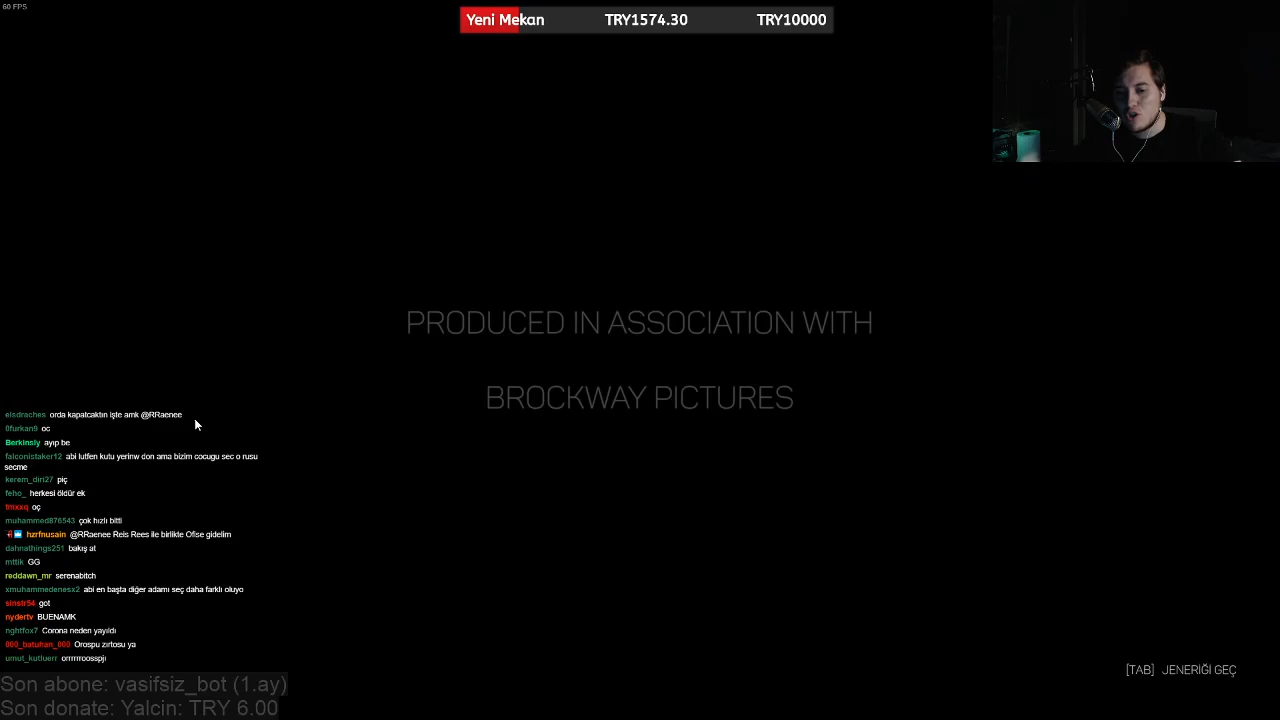 60 FPS
Yeni Mekan TRY1574.30 TRY10000
PRODUCED IN ASSOCIATION WITH
BROCKWAY PICTURES
elsdraches orda kapatcaktıın işte amk @RRaenee
0furkan9 oc
Berkinsly ayıp be
falconistaker12 abi lutfen kutu yerinw don ama bizim cocugu sec o rusu
secme
kerem_diri27 piç
feho_ herkesi öldür ek
tmxxq oç
muhammed876543 çok hızlı bitti
hzrfnusain @RRaenee Reis Rees ile birlikte Ofise gidelim
dahnathings251 bakış at
mttik GG
reddawn_mr serenabitch
xmuhammedenesx2 abi en başta diğer adamı seç daha farklı oluyo
sinstr54 got
nydertv BUENAMK
nghtfox7 Corona neden yayıldı
000_batuhan_000 Orospu zırtosu ya
umut_kutluerr orrrrrroosspjı
[TAB] JENERİĞİ GEÇ
Son abone: vasifsiz_bot (1.ay)
Son donate: Yalcin: TRY 6.00